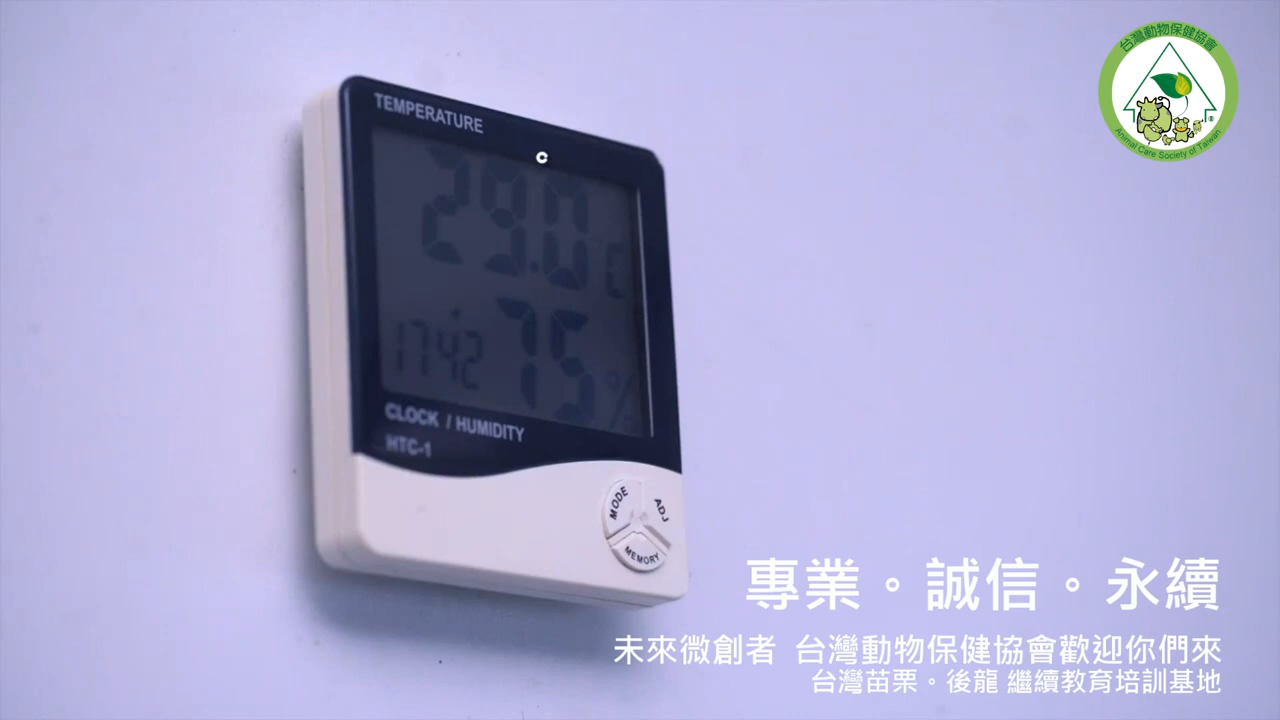 台灣動物保健協會
Animal Care Society of Taiwan
TEMPERATURE
29.0 °C
17:42 75%
CLOCK / HUMIDITY
HTC-1
MODE
ADJ
MEMORY
專業。誠信。永續
未來微創者 台灣動物保健協會歡迎你們來
台灣苗栗。後龍 繼續教育培訓基地